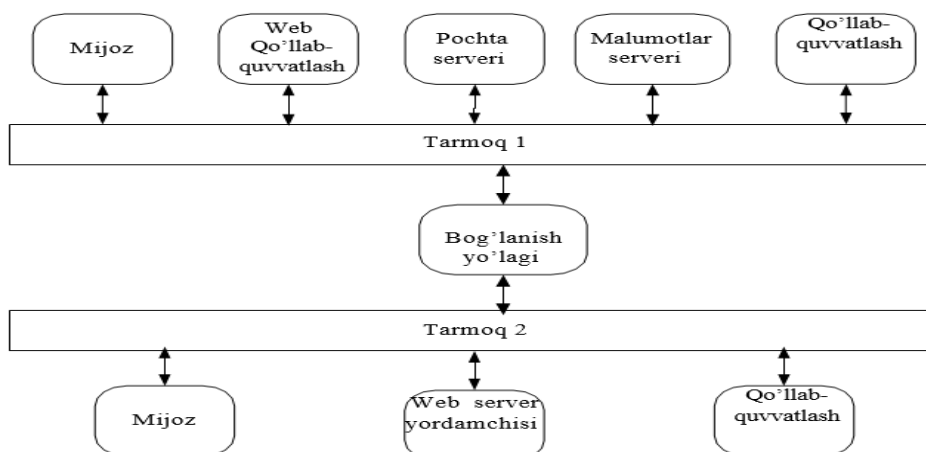 Mijoz
Web
Qo'llab-
quvvatlash
Pochta
serveri
Malumotlar
serveri
Qo'llab-
quvvatlash
Tarmoq 1
Bog'lanish
yo'lagi
Tarmoq 2
Mijoz
Web server
yordamchisi
Qo'llab-
quvvatlash